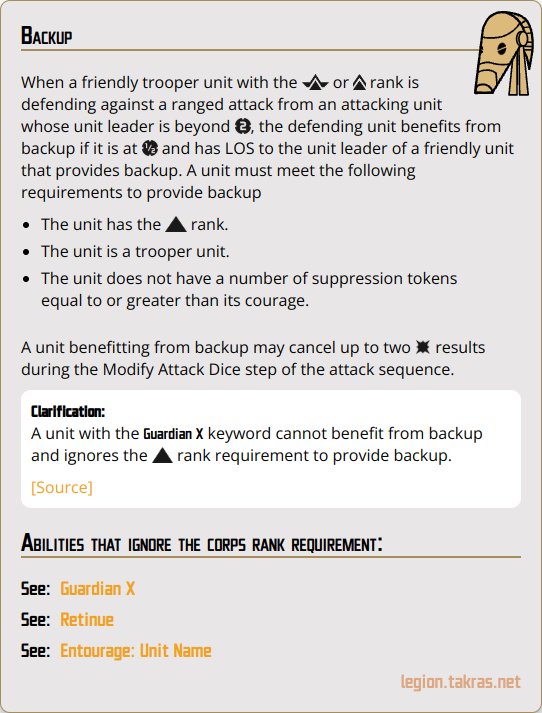 Backup
When a friendly trooper unit with the or rank is
defending against a ranged attack from an attacking unit
whose unit leader is beyond 2, the defending unit benefits from
backup if it is at ½ and has LOS to the unit leader of a friendly unit
that provides backup. A unit must meet the following
requirements to provide backup
• The unit has the rank.
• The unit is a trooper unit.
• The unit does not have a number of suppression tokens
equal to or greater than its courage.
A unit benefitting from backup may cancel up to two results
during the Modify Attack Dice step of the attack sequence.
Clarification:
A unit with the Guardian X keyword cannot benefit from backup
and ignores the rank requirement to provide backup.
[Source]
Abilities that ignore the corps rank requirement:
See: Guardian X
See: Retinue
See: Entourage: Unit Name
legion.takras.net